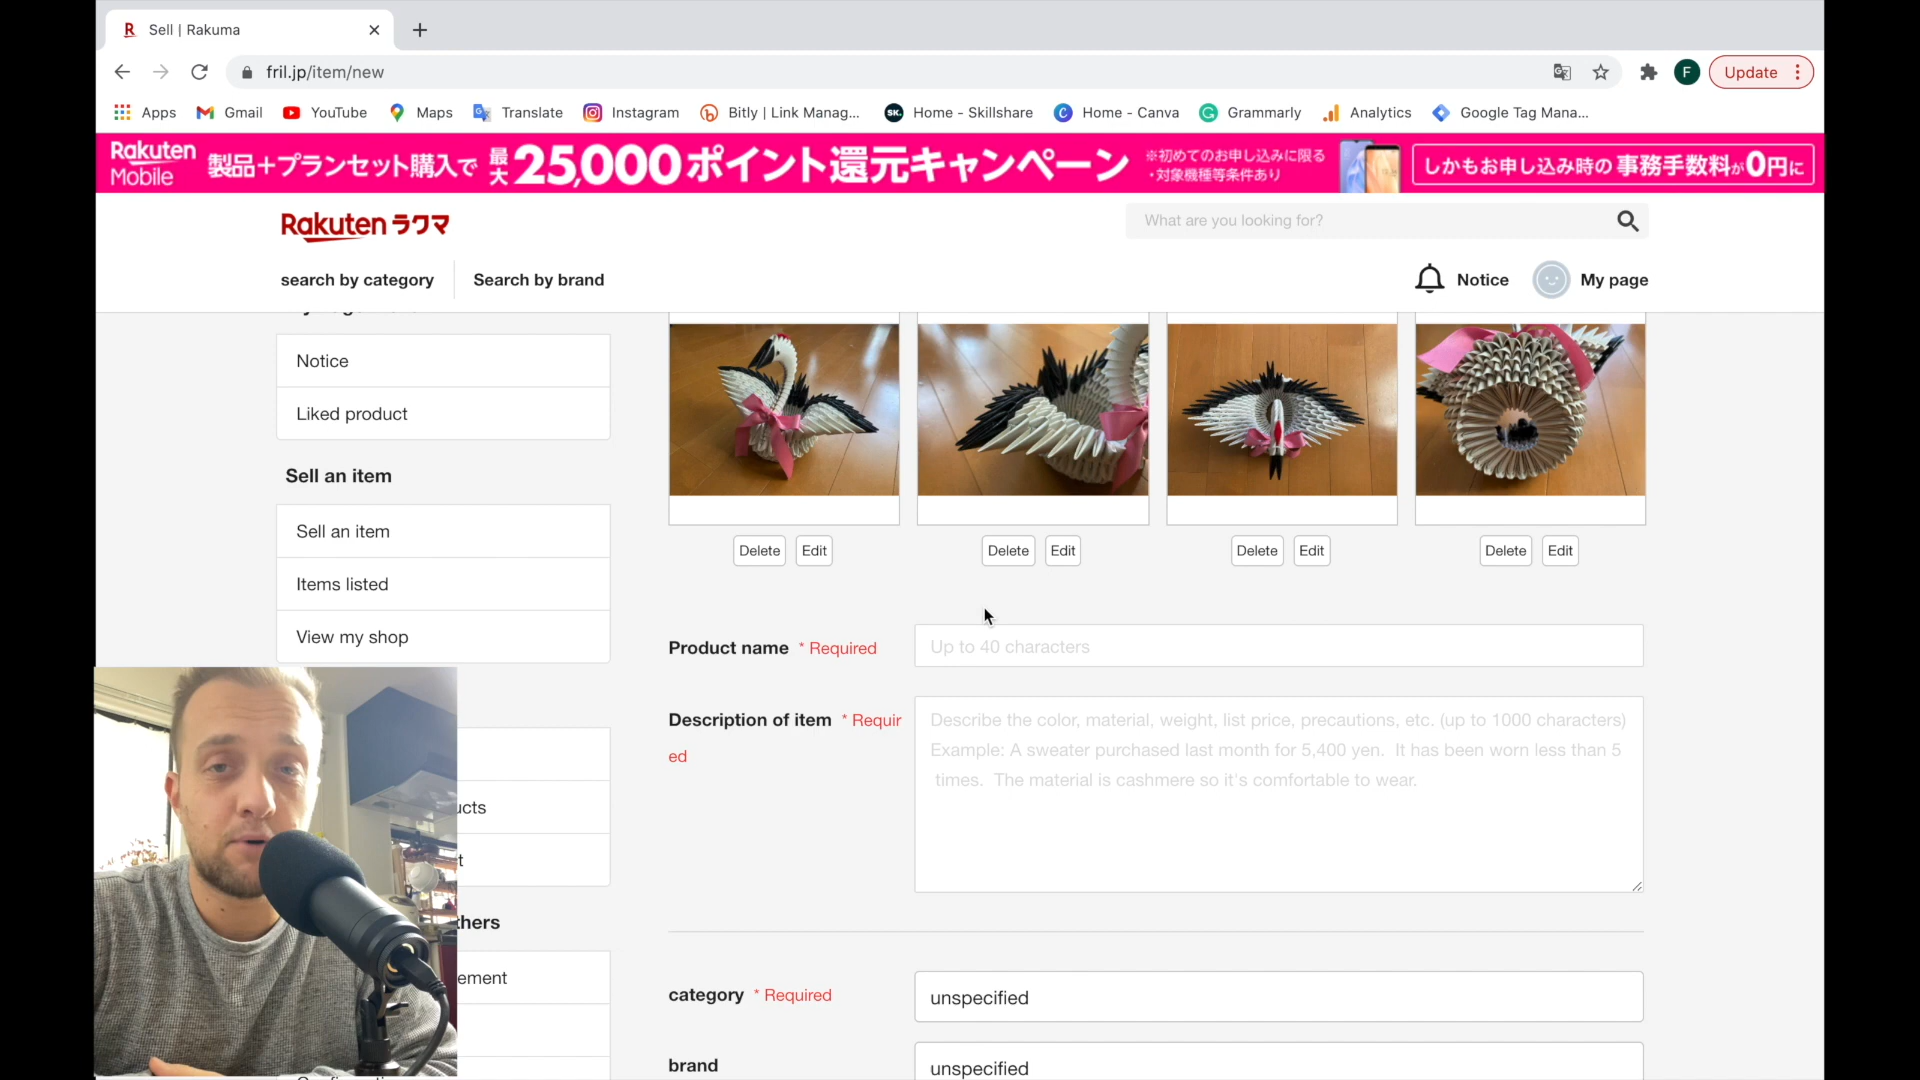 Sell | Rakuma
fril.jp/item/new
F
Update
Apps
Gmail
YouTube
Maps
Translate
Instagram
Bitly | Link Manag...
Home - Skillshare
Home - Canva
Grammarly
Analytics
Google Tag Mana...
Rakuten
Mobile
製品+プランセット購入で
最大
25,000ポイント還元キャンペーン
※初めてのお申し込みに限る
・対象機種等条件あり
しかもお申し込み時の事務手数料が0円に
Rakuten ラクマ
What are you looking for?
search by category
Search by brand
Notice
My page
Notice
Liked product
Sell an item
Sell an item
Items listed
View my shop
ucts
t
thers
ement
Delete Edit
Delete Edit
Delete Edit
Delete Edit
Product name * Required
Up to 40 characters
Description of item * Requir
ed
Describe the color, material, weight, list price, precautions, etc. (up to 1000 characters)
Example: A sweater purchased last month for 5,400 yen. It has been worn less than 5
times. The material is cashmere so it's comfortable to wear.
category * Required
unspecified
brand
unspecified